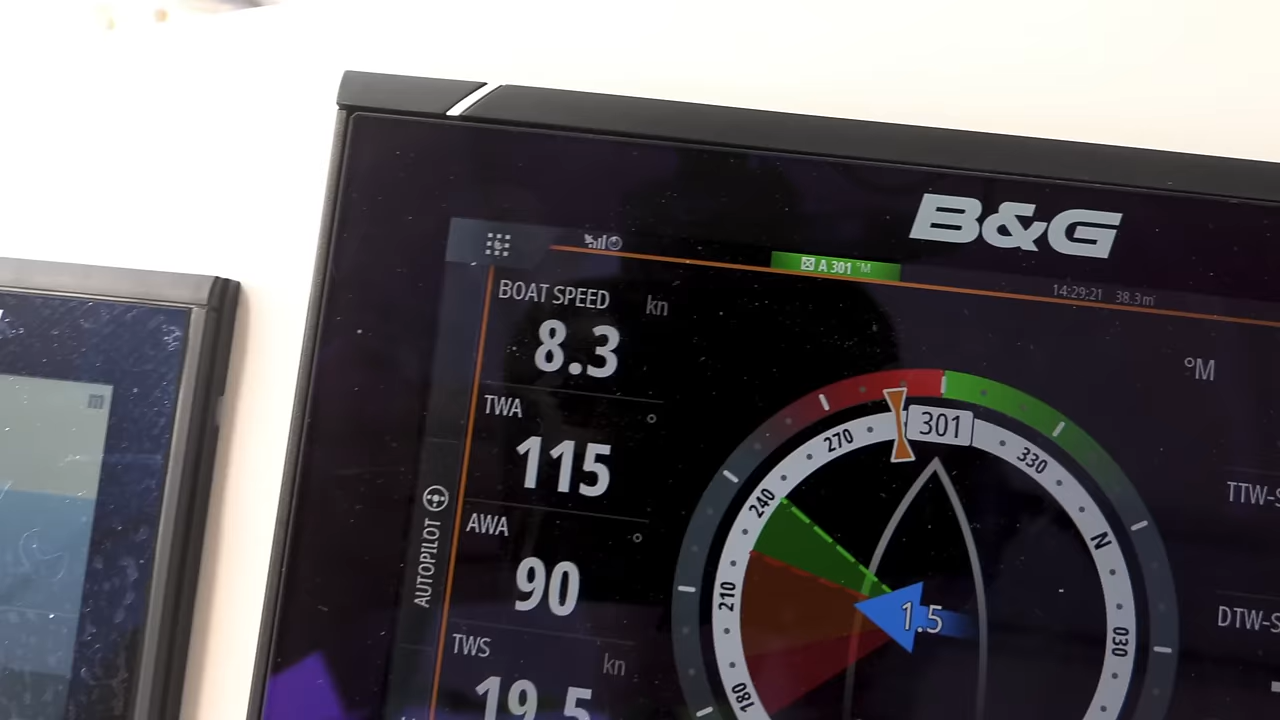 B&G
A 301 °M
14:29:21 38.3m
BOAT SPEED kn
8.3
TWA °
115
AWA °
90
TWS kn
19.5
AUTOPILOT
°M
301
270
330
240
N
210
030
180
1.5
TTW-S
DTW-S
m